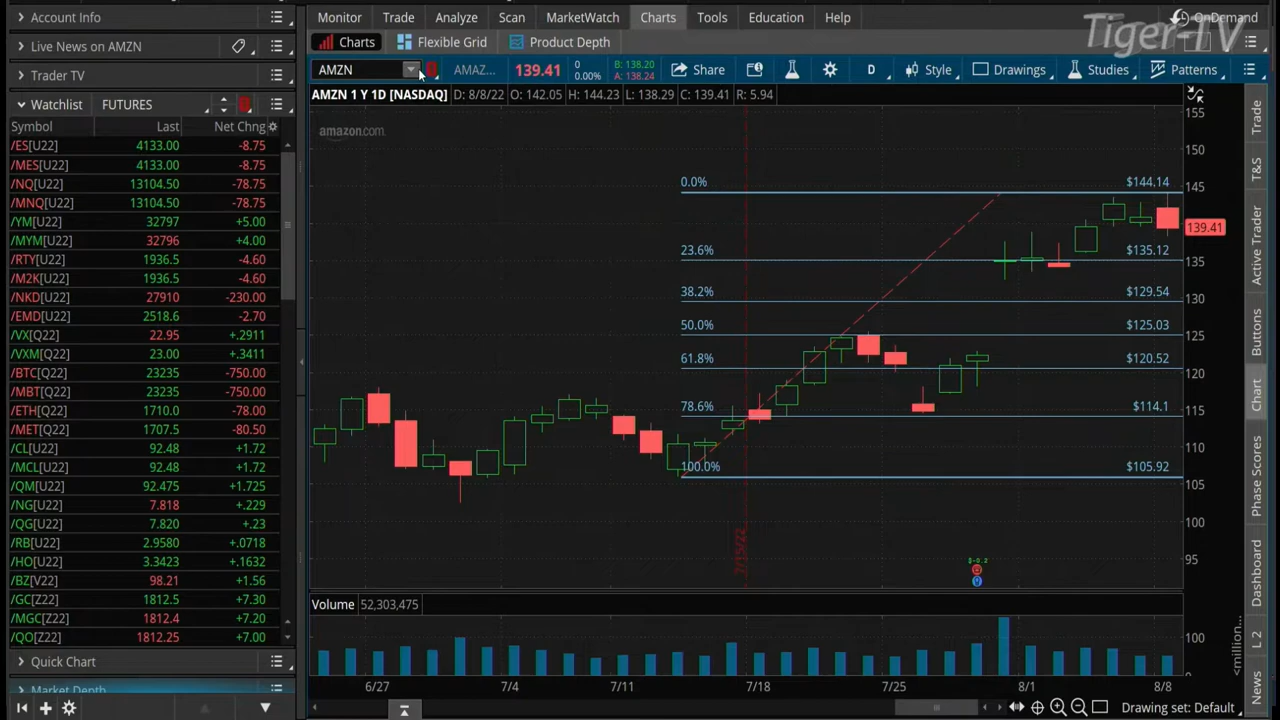 Account Info
Live News on AMZN
Trader TV
Watchlist FUTURES
Symbol Last Net Chng
/ES[U22] 4133.00 -8.75
/MES[U22] 4133.00 -8.75
/NQ[U22] 13104.50 -78.75
/MNQ[U22] 13104.50 -78.75
/YM[U22] 32797 +5.00
/MYM[U22] 32796 +4.00
/RTY[U22] 1936.5 -4.60
/M2K[U22] 1936.5 -4.60
/NKD[U22] 27910 -230.00
/EMD[U22] 2518.6 -2.70
/VX[Q22] 22.95 +.2911
/VXM[Q22] 23.00 +.3411
/BTC[Q22] 23235 -750.00
/MBT[Q22] 23235 -750.00
/ETH[Q22] 1710.0 -78.00
/MET[Q22] 1707.5 -80.50
/CL[U22] 92.48 +1.72
/MCL[U22] 92.48 +1.72
/QM[U22] 92.475 +1.725
/NG[U22] 7.818 +.229
/QG[U22] 7.820 +.23
/RB[U22] 2.9580 +.0718
/HO[U22] 3.3423 +.1632
/BZ[V22] 98.21 +1.56
/GC[Z22] 1812.5 +7.30
/MGC[Z22] 1812.4 +7.20
/QO[Z22] 1812.25 +7.00
Quick Chart
Market Depth
Monitor Trade Analyze Scan MarketWatch Charts Tools Education Help
OnDemand
Tiger-TV
Charts Flexible Grid Product Depth
AMZN AMAZ... 139.41 0 B: 138.20
0.00% A: 138.24
Share D Style Drawings Studies Patterns
AMZN 1 Y 1D [NASDAQ] D: 8/8/22 O: 142.05 H: 144.23 L: 138.29 C: 139.41 R: 5.94
amazon.com
0.0% $144.14
23.6% $135.12
38.2% $129.54
50.0% $125.03
61.8% $120.52
78.6% $114.1
100.0% $105.92
155
150
145
139.41
135
130
125
120
115
110
105
100
95
7/15/22
$-0.2
Volume 52,303,475
100
0
<million...
6/27 7/4 7/11 7/18 7/25 8/1 8/8
Drawing set: Default
Trade
T&S
Active Trader
Buttons
Chart
Phase Scores
Dashboard
L 2
News